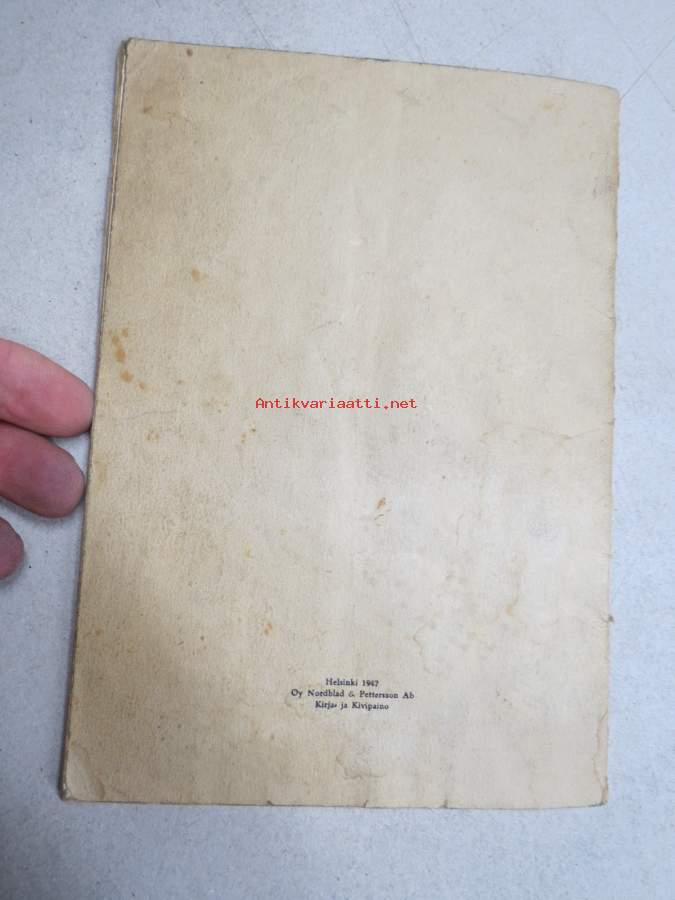 Antikvariaatti.net
Helsinki 1947
Oy Nordblad & Pettersson Ab
Kirja- ja Kivipaino